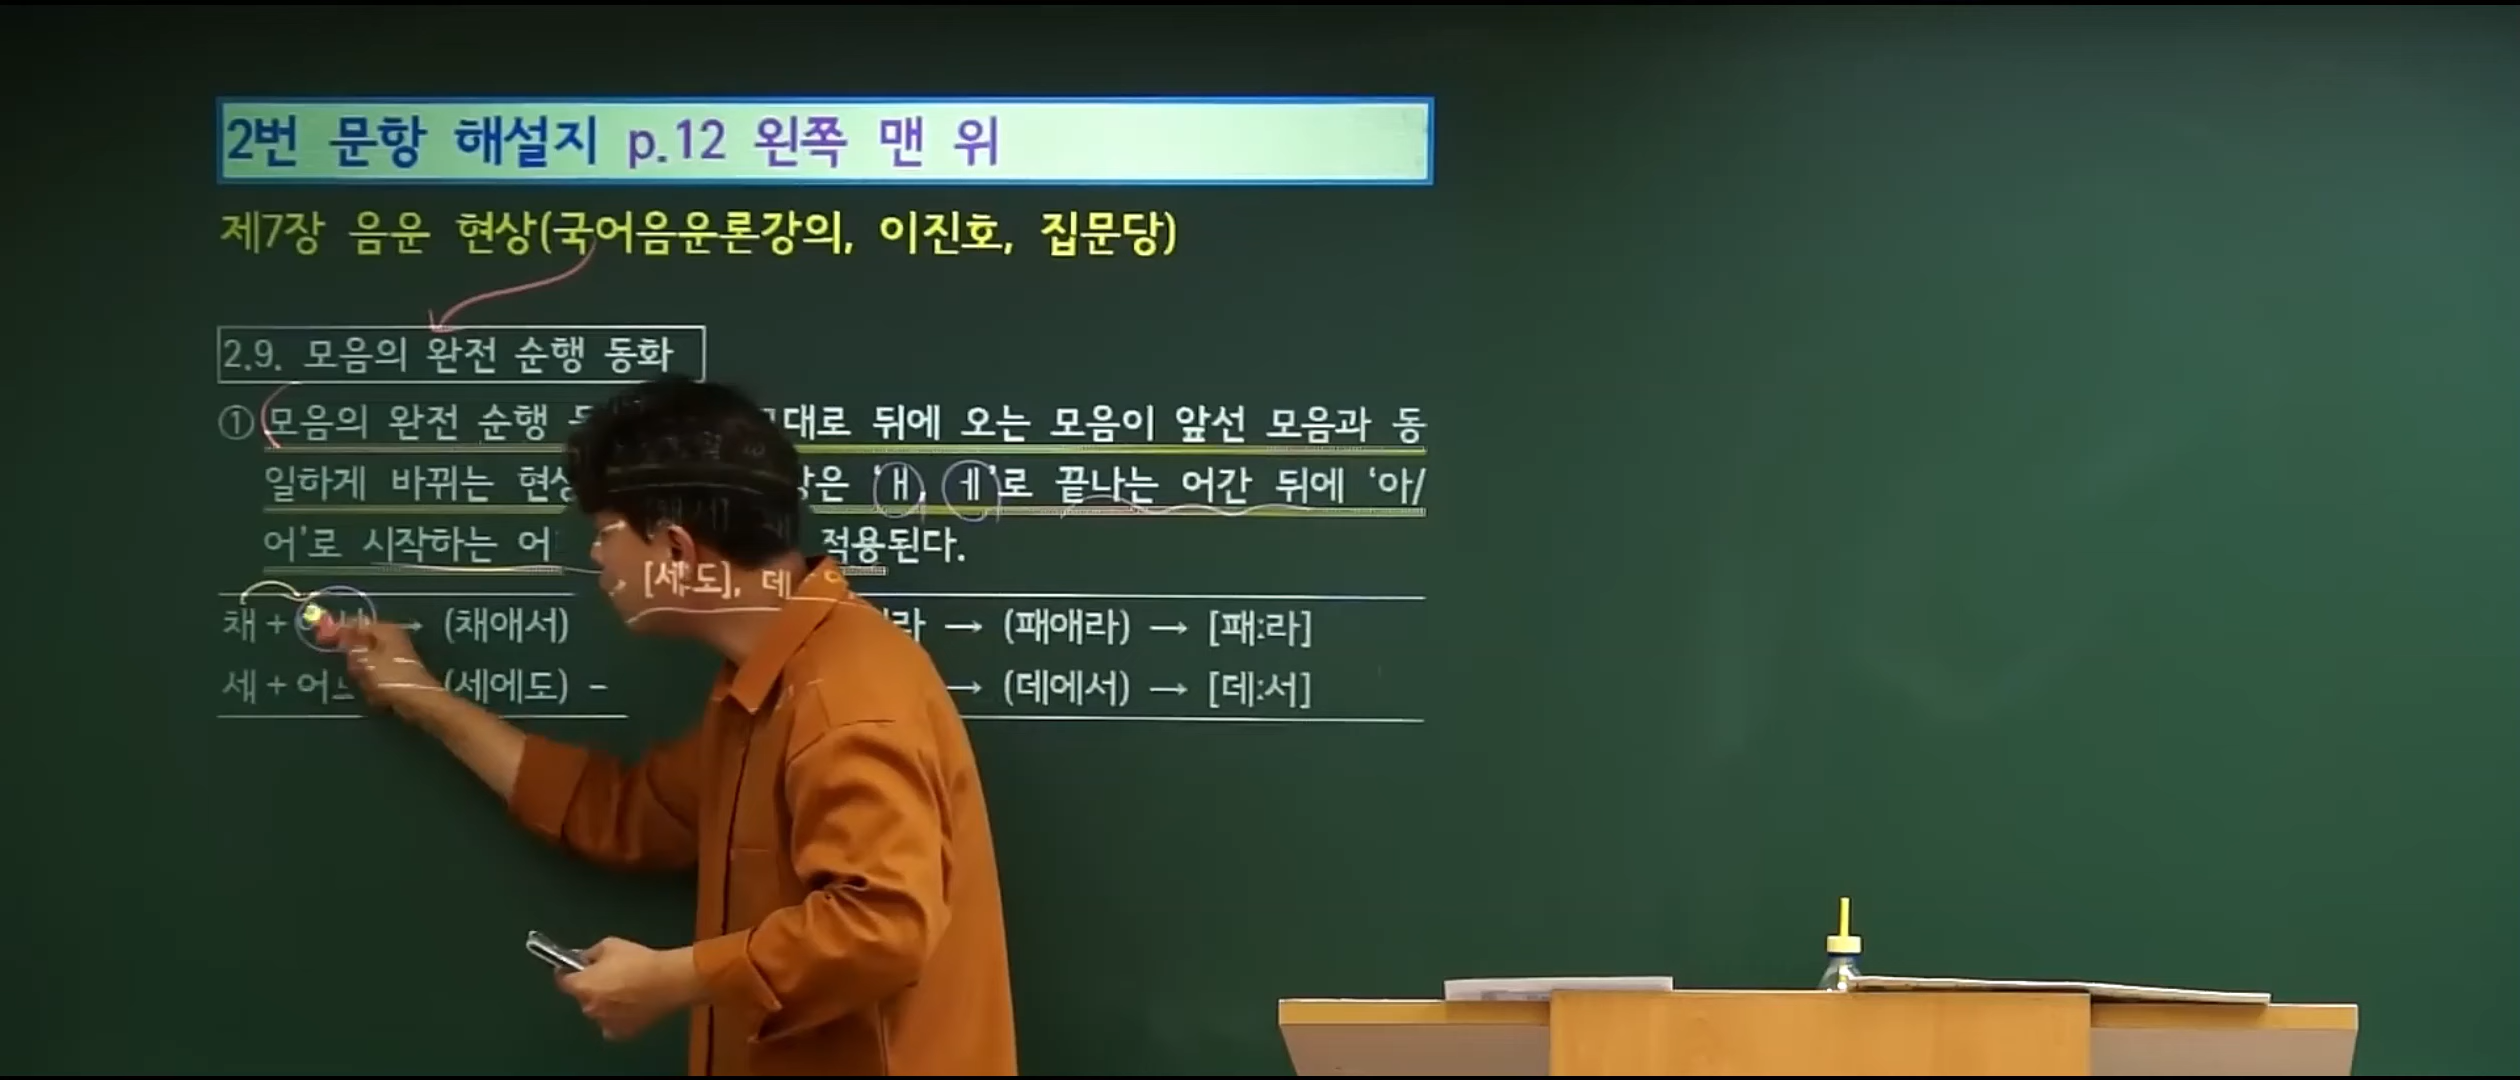 2번 문항 해설지 p.12 왼쪽 맨 위
제7장 음운 현상(국어음운론강의, 이진호, 집문당)
2.9. 모음의 완전 순행 동화
① 모음의 완전 순행 대로 뒤에 오는 모음이 앞선 모음과 동
일하게 바뀌는 은 'ㅐ, ㅔ'로 끝나는 어간 뒤에 '아/
어'로 시작하는 적용된다.
채 + → (채애서) 라 → (패애라) → [패:라]
세 + 어도 (세에도) → (데에서) → [데:서]
[세:도], 데